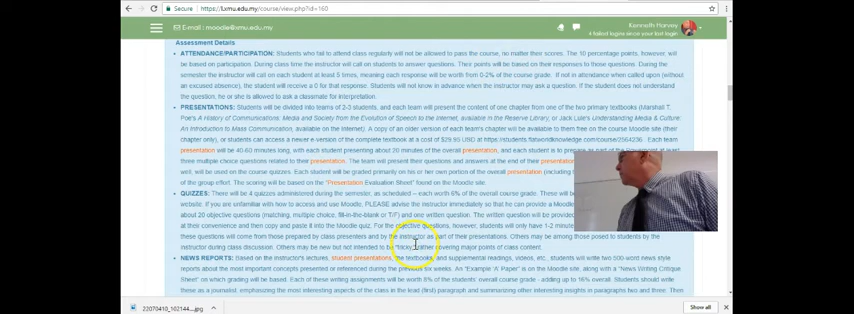 Secure https://l.xmu.edu.my/course/view.php?id=160
E-mail : moodle@xmu.edu.my
Kenneth Harvey
4 failed logins since your last login
Assessment Details
• ATTENDANCE/PARTICIPATION: Students who fail to attend class regularly will not be allowed to pass the course, no matter their scores. The 10 percentage points, however, will
be based on participation. During class time the instructor will call on students to answer questions. Their points will be based on their responses to those questions. During the
semester the instructor will call on each student at least 5 times, meaning each response will be worth from 0-2% of the course grade. If not in attendance when called upon (without
an excused absence), the student will receive a 0 for that response. Students will not know in advance when the instructor may ask a question. If the student does not understand
the question, he or she is allowed to ask a classmate for interpretation.
• PRESENTATIONS: Students will be divided into teams of 2-3 students, and each team will present the content of one chapter from one of the two primary textbooks (Marshall T.
Poe's A History of Communications: Media and Society from the Evolution of Speech to the Internet, available in the Reserve Library, or Jack Lule's Understanding Media & Culture:
An Introduction to Mass Communication, available on the Internet). A copy of an older version of each team's chapter will be available to them free on the course Moodle site (their
chapter only), or students can access a newer e-version of the complete textbook at a cost of $29.95 USD at https://students.flatworldknowledge.com/course/2564236. Each team
presentation will be 40-60 minutes long, with each student presenting about 20 minutes of the overall presentation, and each student is to prepare as part of the
three multiple choice questions related to their presentation. The team will present their questions and answers at the end of their presentation
well, will be used on the course quizzes. Each student will be graded primarily on his or her own portion of the overall presentation (including
of the group effort. The scoring will be based on the "Presentation Evaluation Sheet" found on the Moodle site.
• QUIZZES: There will be 4 quizzes administered during the semester, as scheduled -- each worth 6% of the overall course grade. These
website. If you are unfamiliar with how to access and use Moodle, PLEASE advise the instructor immediately so that he can provide a Moodle
about 20 objective questions (matching, multiple choice, fill-in-the-blank or T/F) and one written question. The written question will be provided
at their convenience and then copy and paste it into the Moodle quiz. For the objective questions, however, students will only have 1-2 minutes
these questions will come from those prepared by class presenters and by the instructor as part of their presentations. Others may be among those posed to students by the
instructor during class discussion. Others may be new but not intended to be "tricky," either covering major points of class content.
• NEWS REPORTS: Based on the instructor's lectures, student presentations, the textbooks, and supplemental readings, videos, etc., students will write two 500-word news style
reports about the most important concepts presented or referenced during the previous few weeks. An "Example 'A' Paper" is on the Moodle site, along with a "News Writing Critique
Sheet" on which grading will be based. Each of these writing assignments will be worth 8% of the students' overall course grade - adding up to 16% overall. Students should write
these as a journalist, emphasizing the most interesting aspects of the class in the lead (first) paragraph and summarizing other interesting insights in paragraphs two and three. Then
22070410_102144
.jpg
Show all